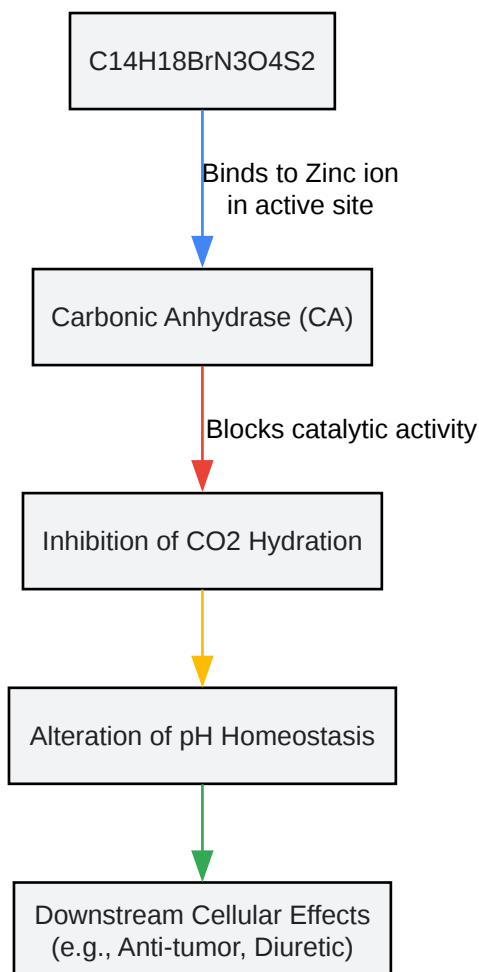 C14H18BrN3O4S2
Binds to Zinc ion
in active site
Carbonic Anhydrase (CA)
Blocks catalytic activity
Inhibition of CO2 Hydration
Alteration of pH Homeostasis
Downstream Cellular Effects
(e.g., Anti-tumor, Diuretic)